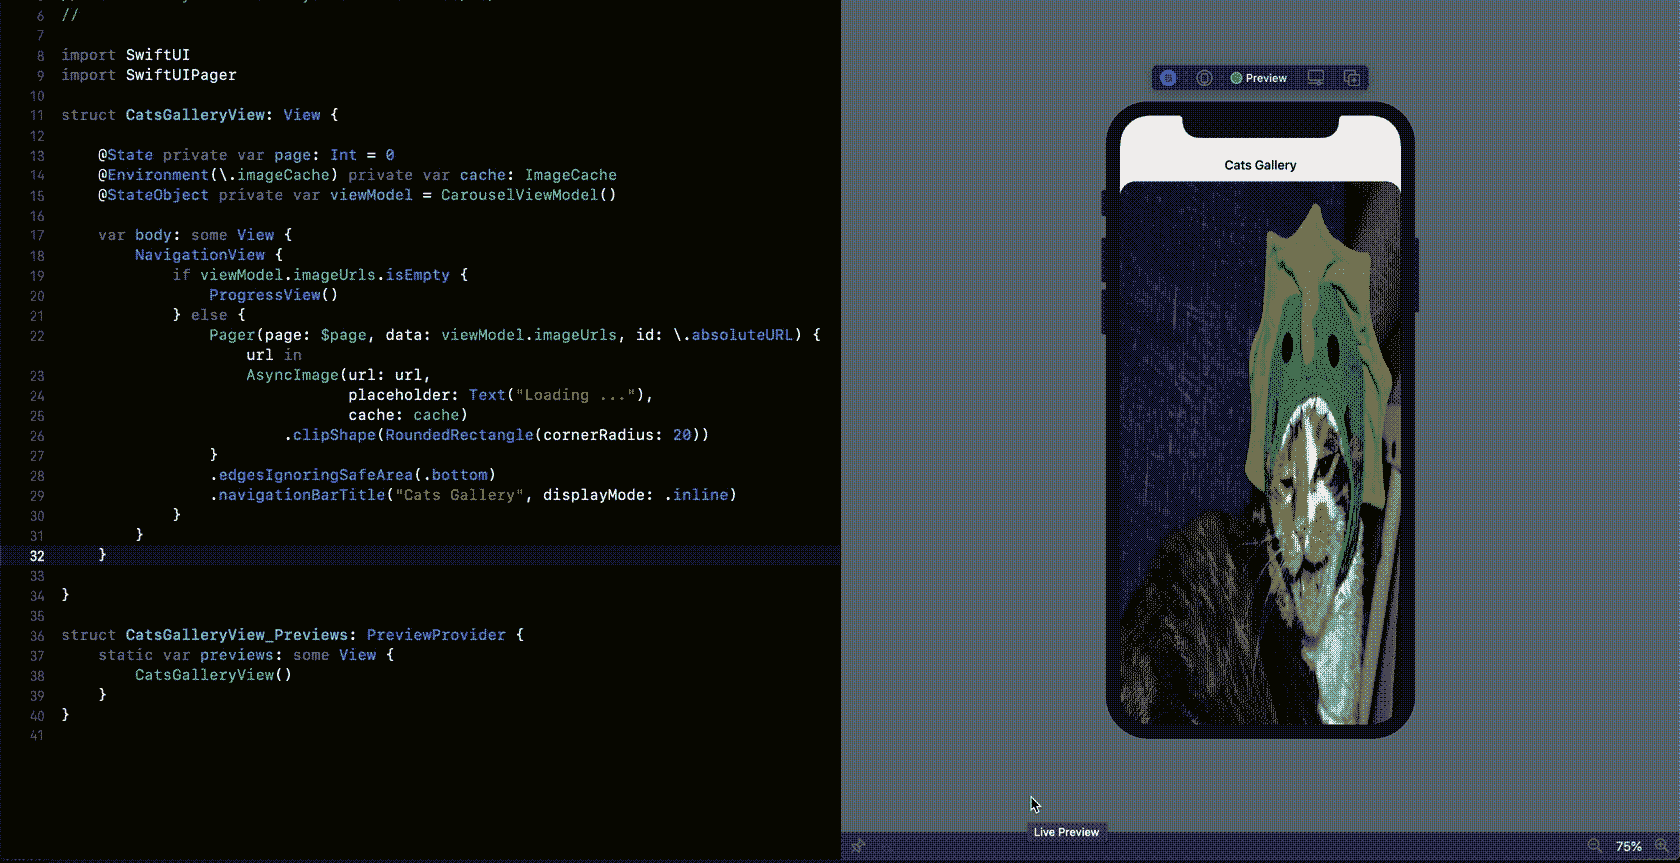 6 //
7
8 import SwiftUI
9 import SwiftUIPager
10
11 struct CatsGalleryView: View {
12
13 @State private var page: Int = 0
14 @Environment(\.imageCache) private var cache: ImageCache
15 @StateObject private var viewModel = CarouselViewModel()
16
17 var body: some View {
18 NavigationView {
19 if viewModel.imageUrls.isEmpty {
20 ProgressView()
21 } else {
22 Pager(page: $page, data: viewModel.imageUrls, id: \.absoluteURL) {
url in
23 AsyncImage(url: url,
24 placeholder: Text("Loading ..."),
25 cache: cache)
26 .clipShape(RoundedRectangle(cornerRadius: 20))
27 }
28 .edgesIgnoringSafeArea(.bottom)
29 .navigationBarTitle("Cats Gallery", displayMode: .inline)
30 }
31 }
32 }
33
34 }
35
36 struct CatsGalleryView_Previews: PreviewProvider {
37 static var previews: some View {
38 CatsGalleryView()
39 }
40 }
41
Preview
Cats Gallery
Live Preview
75%